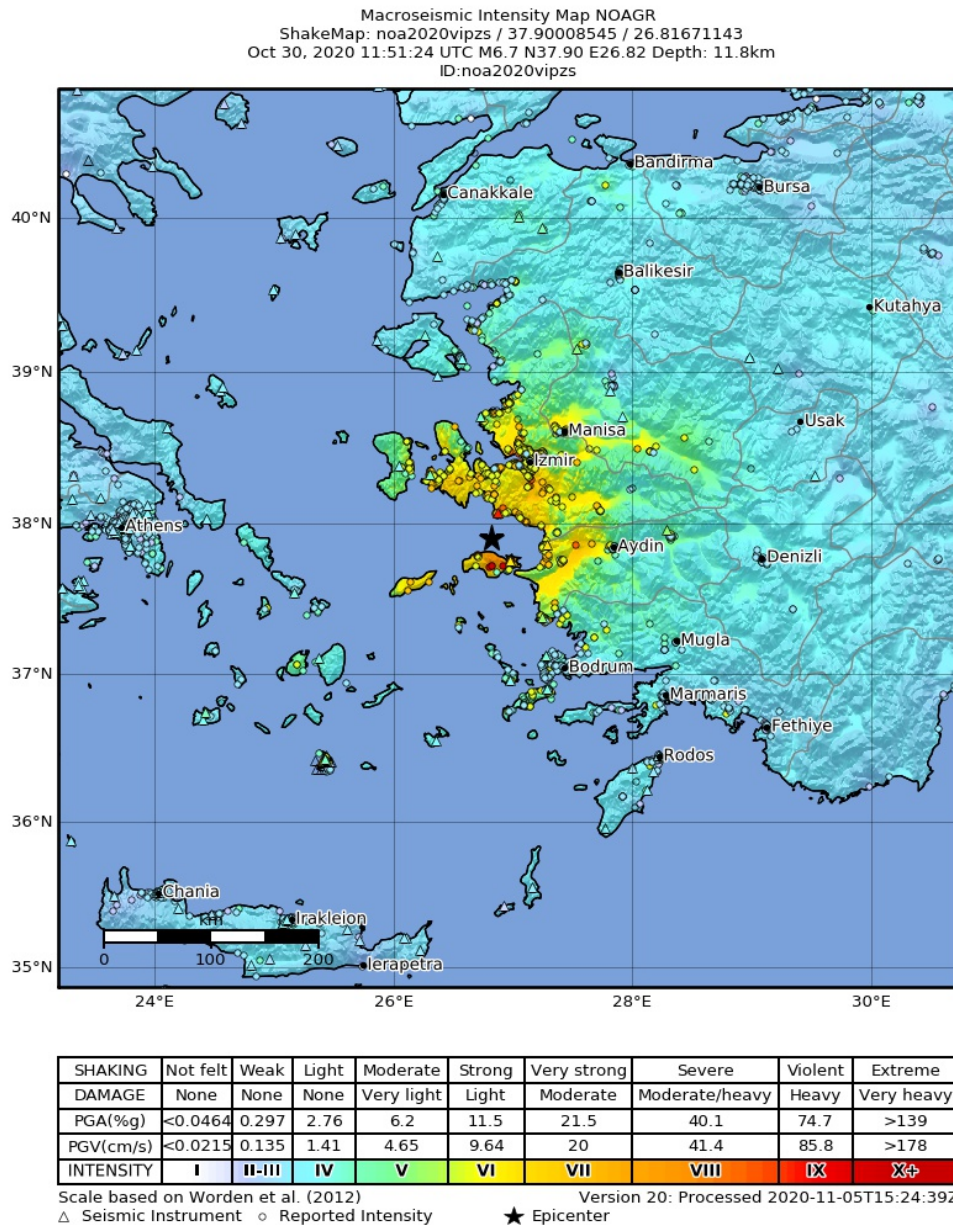 Macroseismic Intensity Map NOAGR
ShakeMap: noa2020vipzs / 37.90008545 / 26.81671143
Oct 30, 2020 11:51:24 UTC M6.7 N37.90 E26.82 Depth: 11.8km
ID:noa2020vipzs
Bandirma
Canakkale
Bursa
40°N
Balikesir
Kutahya
39°N
Manisa
Usak
Izmir
38°N
Athens
Aydin
Denizli
Mugla
37°N
Bodrum
Marmaris
Fethiye
Rodos
36°N
Chania
Irakleion
km
0 100 200
Ierapetra
35°N
24°E 26°E 28°E 30°E
SHAKING Not felt Weak Light Moderate Strong Very strong Severe Violent Extreme
DAMAGE None None None Very light Light Moderate Moderate/heavy Heavy Very heavy
PGA(%g) <0.0464 0.297 2.76 6.2 11.5 21.5 40.1 74.7 >139
PGV(cm/s) <0.0215 0.135 1.41 4.65 9.64 20 41.4 85.8 >178
INTENSITY I II-III IV V VI VII VIII IX X+
Scale based on Worden et al. (2012) Version 20: Processed 2020-11-05T15:24:39Z
△ Seismic Instrument ○ Reported Intensity ★ Epicenter